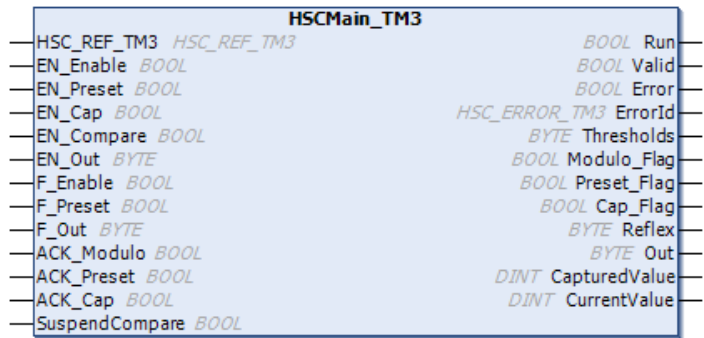 HSCMain_TM3
HSC_REF_TM3 HSC_REF_TM3 BOOL Run
EN_Enable BOOL BOOL Valid
EN_Preset BOOL BOOL Error
EN_Cap BOOL HSC_ERROR_TM3 ErrorId
EN_Compare BOOL BYTE Thresholds
EN_Out BYTE BOOL Modulo_Flag
F_Enable BOOL BOOL Preset_Flag
F_Preset BOOL BOOL Cap_Flag
F_Out BYTE BYTE Reflex
ACK_Modulo BOOL BYTE Out
ACK_Preset BOOL DINT CapturedValue
ACK_Cap BOOL DINT CurrentValue
SuspendCompare BOOL